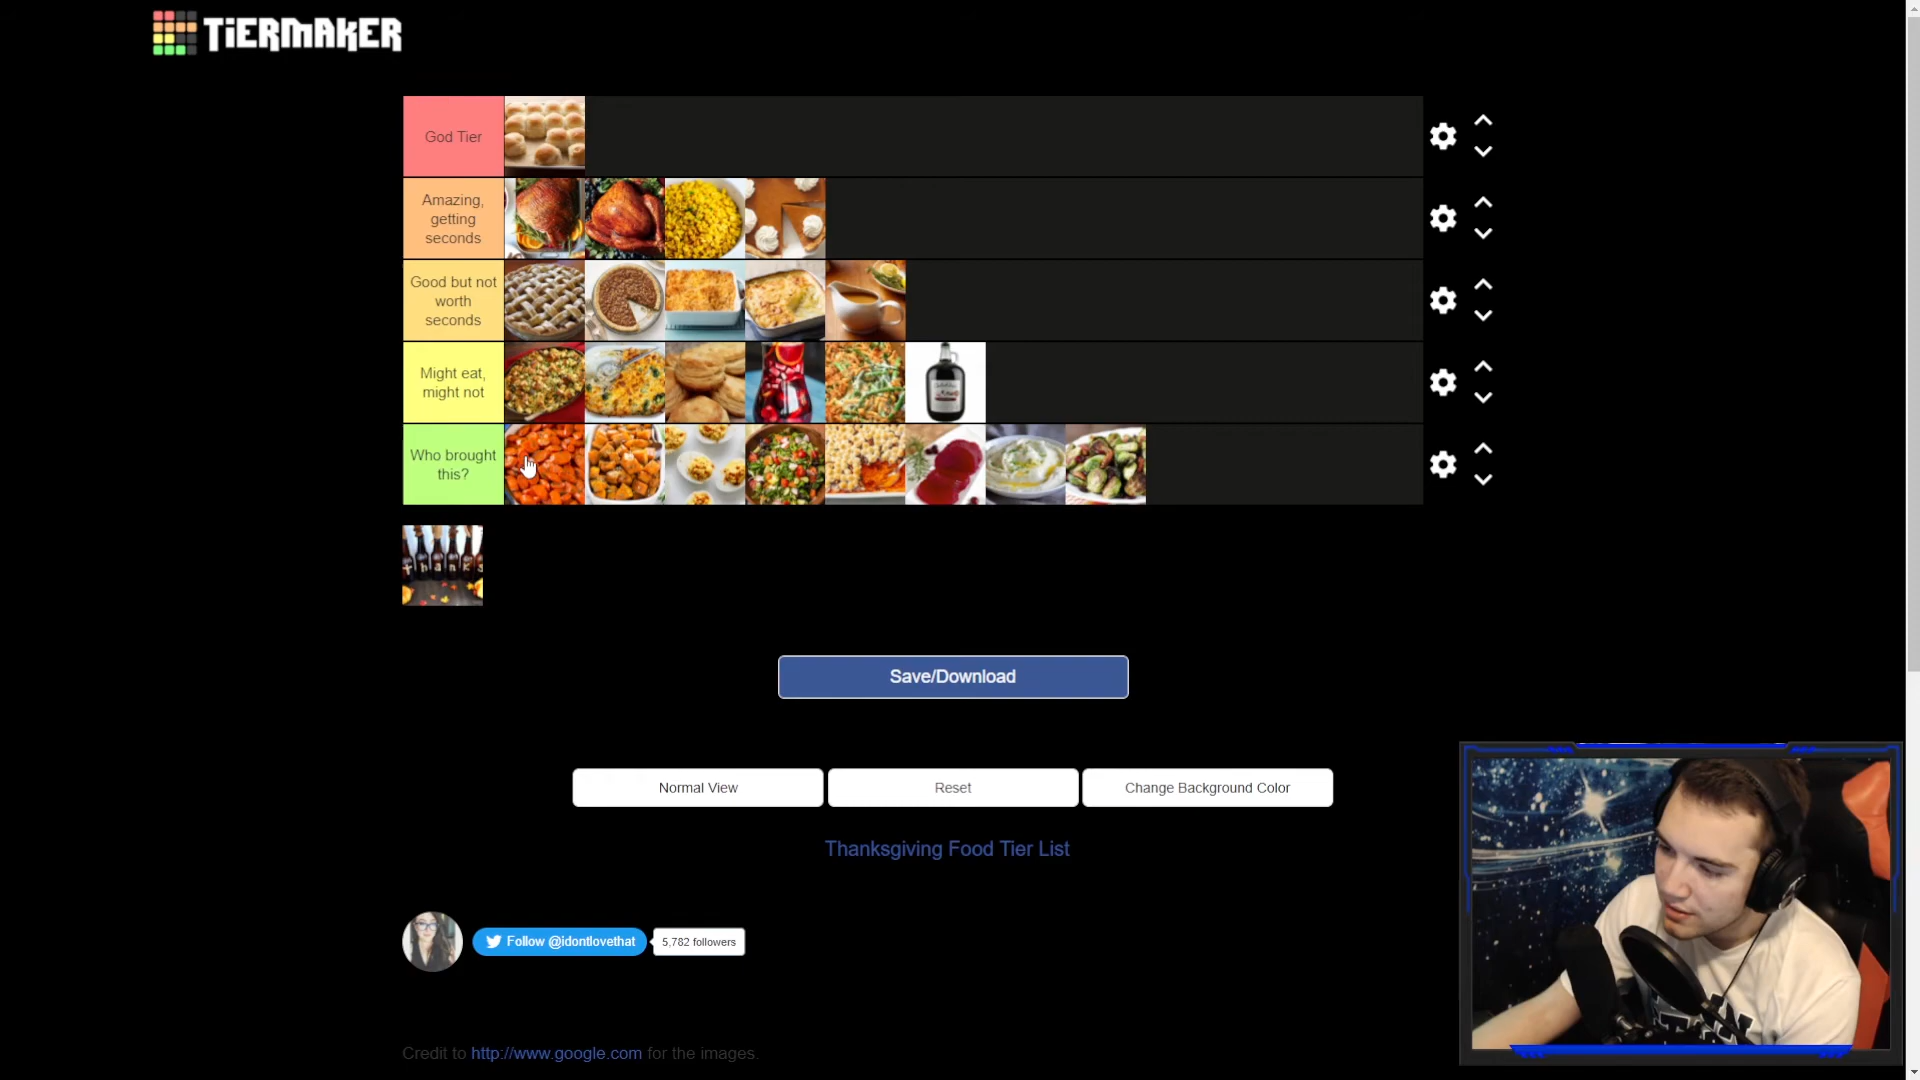 TiERMAKER
God Tier
Amazing,
getting
seconds
Good but not
worth
seconds
Might eat,
might not
Who brought
this?
thanks
Save/Download
Normal View
Reset
Change Background Color
Thanksgiving Food Tier List
Follow @idontlovethat
5,782 followers
Credit to http://www.google.com for the images.